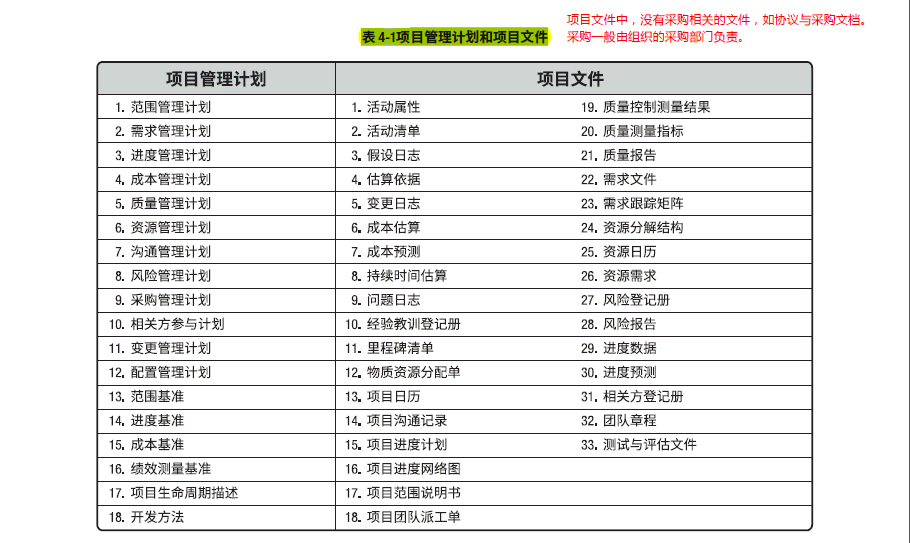 项目文件中，没有采购相关的文件，如协议与采购文档。
采购一般由组织的采购部门负责。
表 4-1项目管理计划和项目文件
项目管理计划 项目文件
1. 范围管理计划 1. 活动属性 19. 质量控制测量结果
2. 需求管理计划 2. 活动清单 20. 质量测量指标
3. 进度管理计划 3. 假设日志 21. 质量报告
4. 成本管理计划 4. 估算依据 22. 需求文件
5. 质量管理计划 5. 变更日志 23. 需求跟踪矩阵
6. 资源管理计划 6. 成本估算 24. 资源分解结构
7. 沟通管理计划 7. 成本预测 25. 资源日历
8. 风险管理计划 8. 持续时间估算 26. 资源需求
9. 采购管理计划 9. 问题日志 27. 风险登记册
10. 相关方参与计划 10. 经验教训登记册 28. 风险报告
11. 变更管理计划 11. 里程碑清单 29. 进度数据
12. 配置管理计划 12. 物质资源分配单 30. 进度预测
13. 范围基准 13. 项目日历 31. 相关方登记册
14. 进度基准 14. 项目沟通记录 32. 团队章程
15. 成本基准 15. 项目进度计划 33. 测试与评估文件
16. 绩效测量基准 16. 项目进度网络图
17. 项目生命周期描述 17. 项目范围说明书
18. 开发方法 18. 项目团队派工单